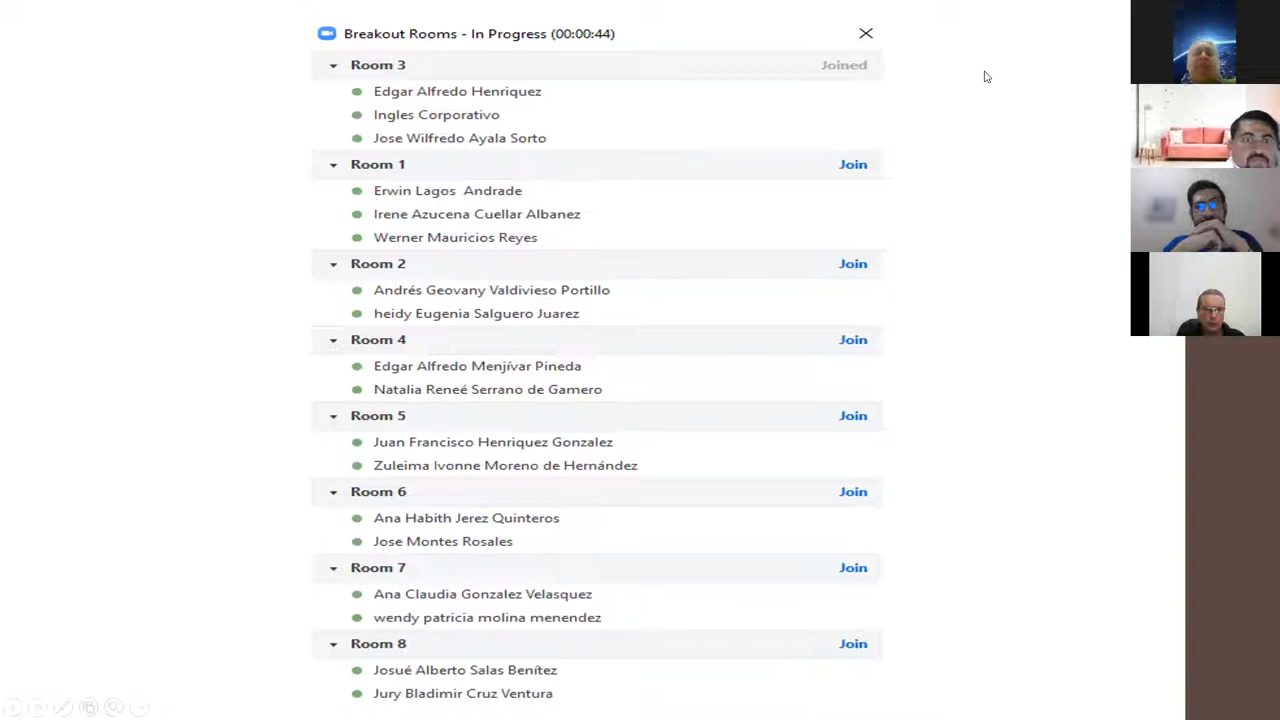 Breakout Rooms - In Progress (00:00:44)
Room 3 Joined
Edgar Alfredo Henriquez
Ingles Corporativo
Jose Wilfredo Ayala Sorto
Room 1 Join
Erwin Lagos Andrade
Irene Azucena Cuellar Albanez
Werner Mauricios Reyes
Room 2 Join
Andrés Geovany Valdivieso Portillo
heidy Eugenia Salguero Juarez
Room 4 Join
Edgar Alfredo Menjívar Pineda
Natalia Reneé Serrano de Gamero
Room 5 Join
Juan Francisco Henriquez Gonzalez
Zuleima Ivonne Moreno de Hernández
Room 6 Join
Ana Habith Jerez Quinteros
Jose Montes Rosales
Room 7 Join
Ana Claudia Gonzalez Velasquez
wendy patricia molina menendez
Room 8 Join
Josué Alberto Salas Benítez
Jury Bladimir Cruz Ventura